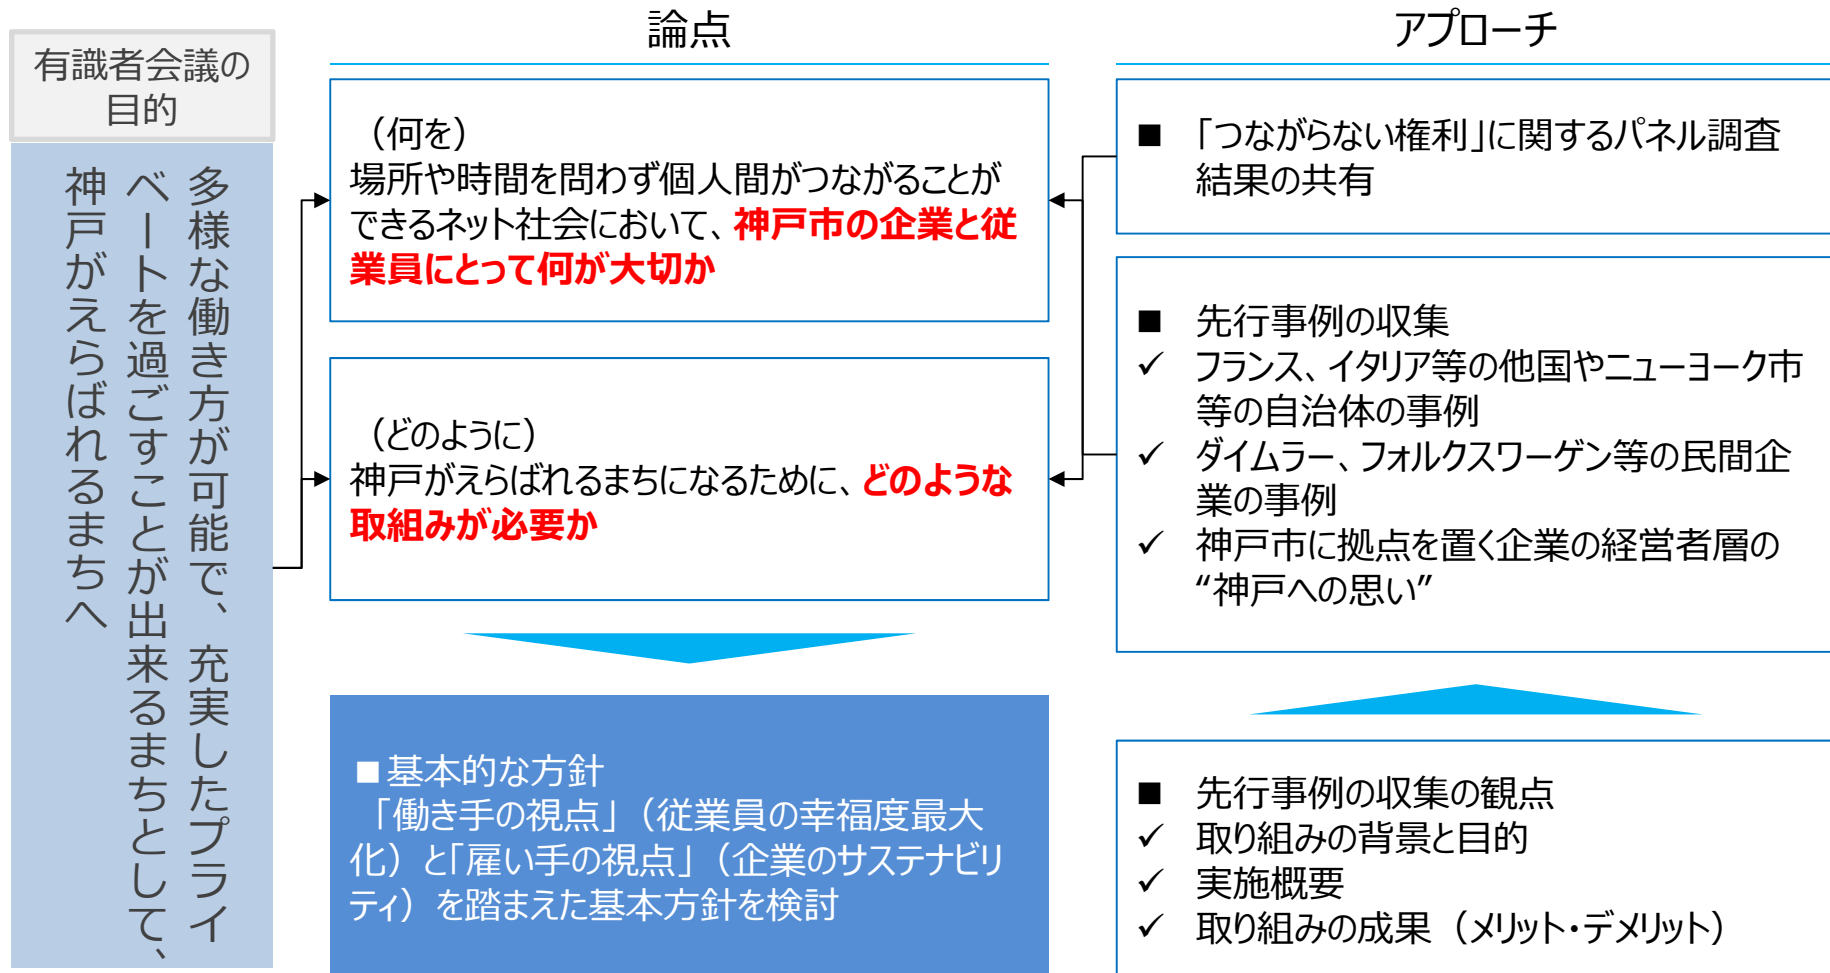 有識者会議の
目的
多様な働き方が可能で、充実したプライ
ベートを過ごすことが出来るまちとして、
神戸がえらばれるまちへ
論点
（何を）
場所や時間を問わず個人間がつながることが
できるネット社会において、神戸市の企業と従
業員にとって何が大切か
（どのように）
神戸がえらばれるまちになるために、どのような
取組みが必要か
■基本的な方針
「働き手の視点」（従業員の幸福度最大
化）と「雇い手の視点」（企業のサステナビリ
ティ）を踏まえた基本方針を検討
アプローチ
■ 「つながらない権利」に関するパネル調査
結果の共有
■ 先行事例の収集
✓ フランス、イタリア等の他国やニューヨーク市
等の自治体の事例
✓ ダイムラー、フォルクスワーゲン等の民間企
業の事例
✓ 神戸市に拠点を置く企業の経営者層の
“神戸への思い”
■ 先行事例の収集の観点
✓ 取り組みの背景と目的
✓ 実施概要
✓ 取り組みの成果（メリット・デメリット）